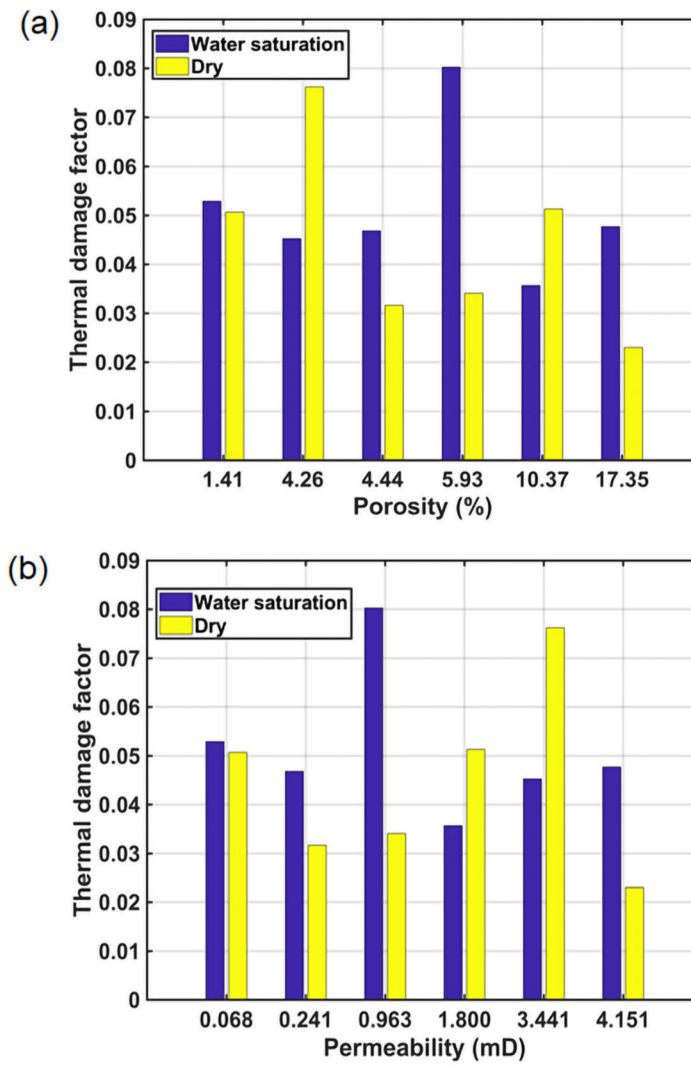 (a)
0.09
0.08
0.07
0.06
0.05
0.04
0.03
0.02
0.01
0
Thermal damage factor
Water saturation
Dry
1.41 4.26 4.44 5.93 10.37 17.35
Porosity (%)
(b)
0.09
0.08
0.07
0.06
0.05
0.04
0.03
0.02
0.01
0
Thermal damage factor
Water saturation
Dry
0.068 0.241 0.963 1.800 3.441 4.151
Permeability (mD)